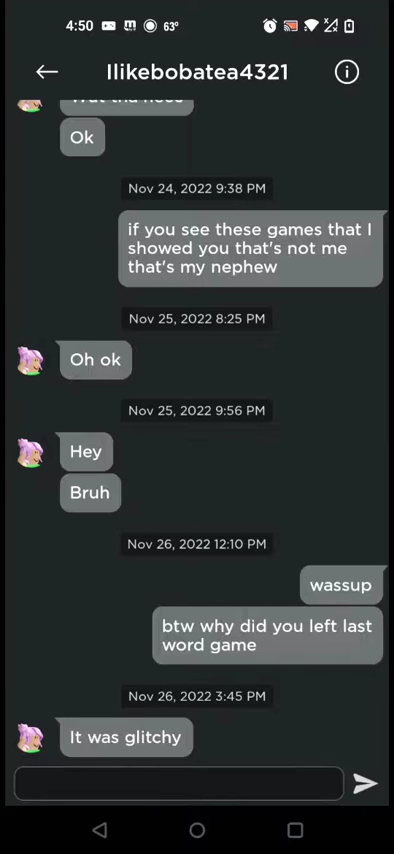 4:50
63°
Ilikebobatea4321
Ok
Nov 24, 2022 9:38 PM
if you see these games that I
showed you that's not me
that's my nephew
Nov 25, 2022 8:25 PM
Oh ok
Nov 25, 2022 9:56 PM
Hey
Bruh
Nov 26, 2022 12:10 PM
wassup
btw why did you left last
word game
Nov 26, 2022 3:45 PM
It was glitchy